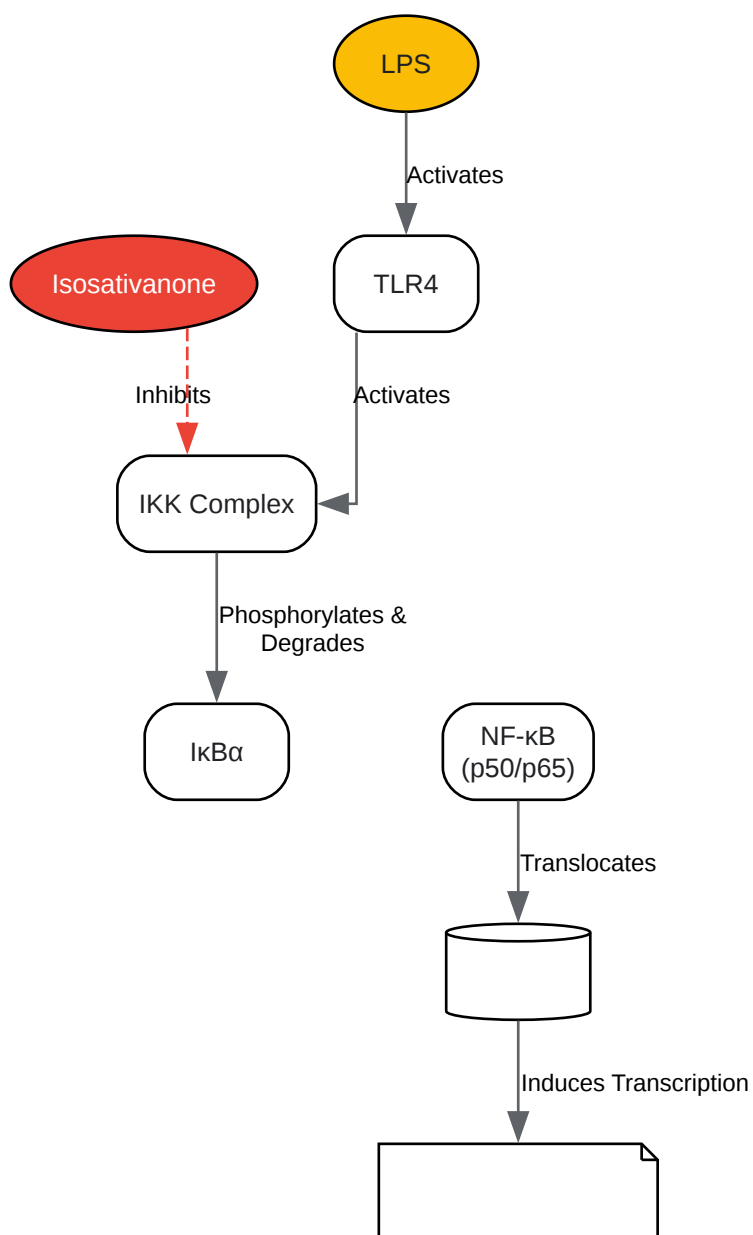 LPS
Activates
Isosativanone
TLR4
Inhibits
Activates
IKK Complex
Phosphorylates &
Degrades
IκBα
NF-κB
(p50/p65)
Translocates
Induces Transcription